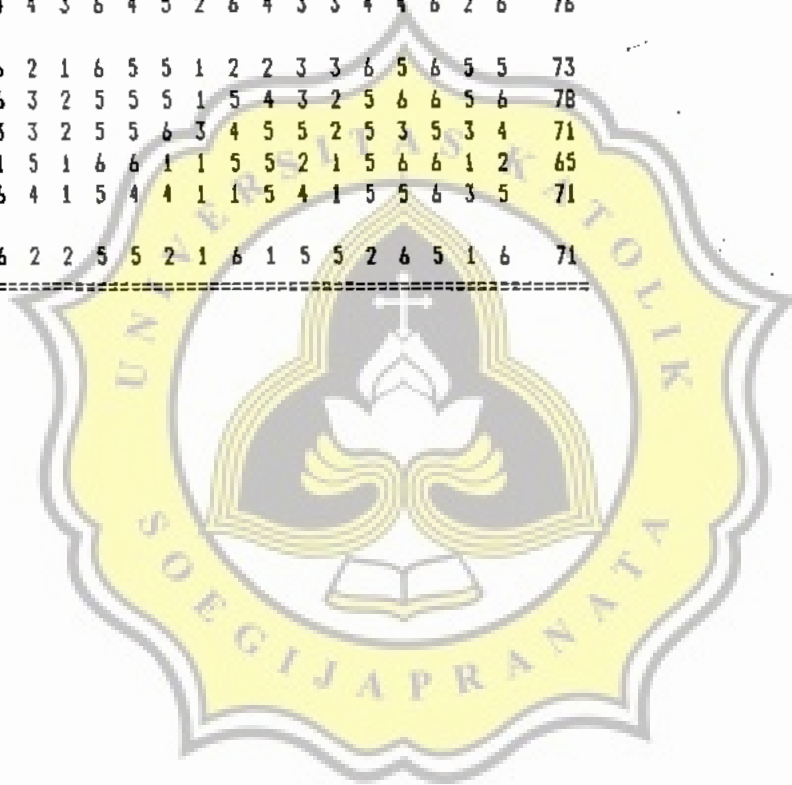 4 3 6 4 5 2 6 4 3 3 4 4 6 2 6 76
2 1 6 5 5 1 2 2 3 3 6 5 6 5 5 73
3 2 5 5 5 1 5 4 3 2 5 6 6 5 6 78
3 2 5 5 6 3 4 5 5 2 5 3 5 3 4 71
5 1 6 6 1 1 5 5 2 1 5 6 6 1 2 65
4 1 5 4 4 1 1 5 4 1 5 5 6 3 5 71
6 2 2 5 5 2 1 6 1 5 5 2 6 5 1 6 71
UNIVERSITAS KATOLIK
SOEGIJAPRANATA